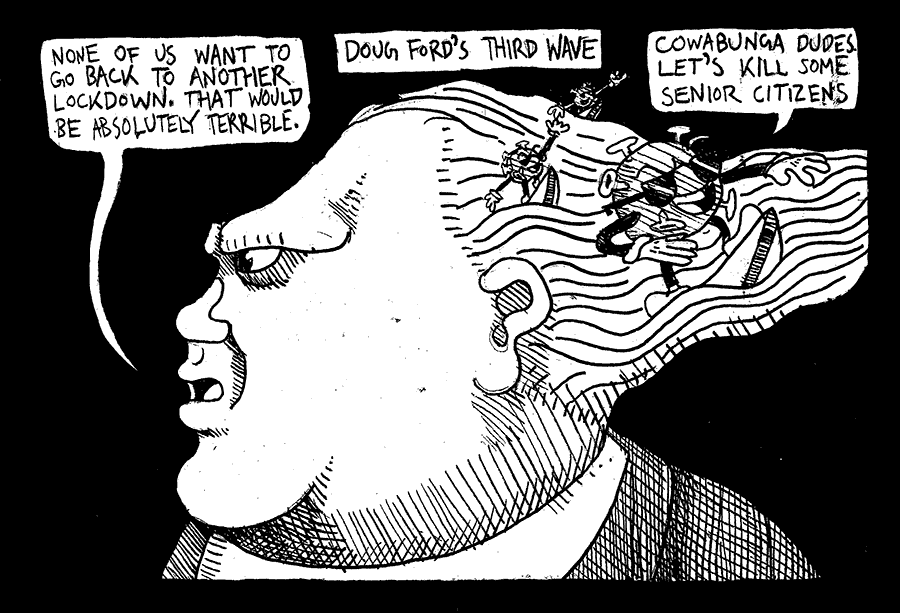 NONE OF US WANT TO
GO BACK TO ANOTHER
LOCKDOWN. THAT WOULD
BE ABSOLUTELY TERRIBLE.
DOUG FORD'S THIRD WAVE
COWABUNGA DUDES.
LET'S KILL SOME
SENIOR CITIZENS